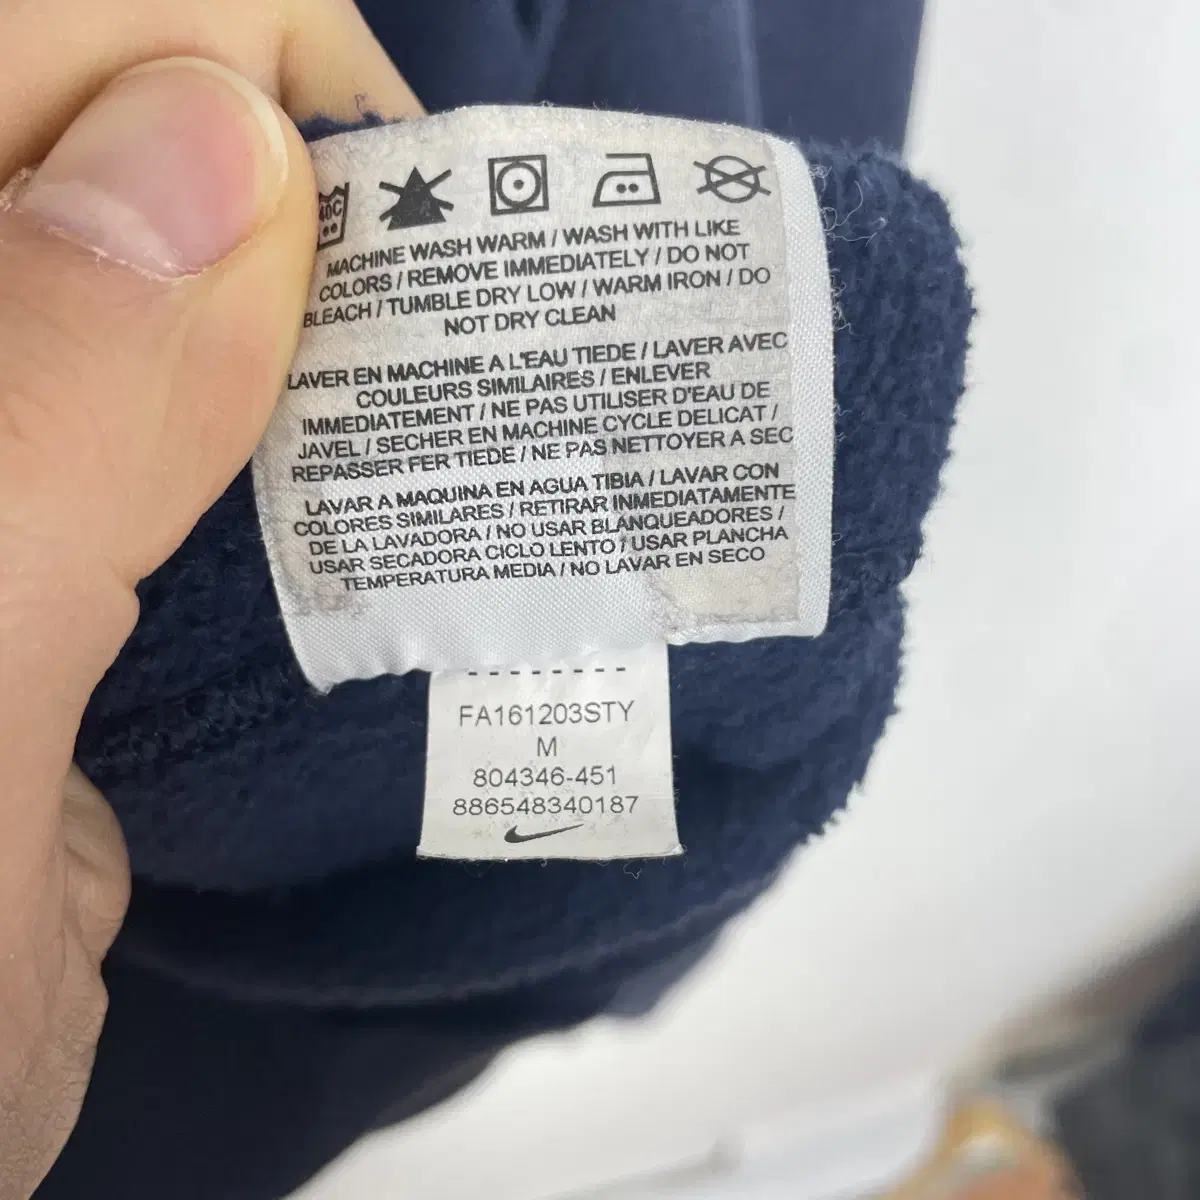 40C
MACHINE WASH WARM / WASH WITH LIKE
COLORS / REMOVE IMMEDIATELY / DO NOT
BLEACH / TUMBLE DRY LOW / WARM IRON / DO
NOT DRY CLEAN
LAVER EN MACHINE A L'EAU TIEDE / LAVER AVEC
COULEURS SIMILAIRES / ENLEVER
IMMEDIATEMENT / NE PAS UTILISER D'EAU DE
JAVEL / SECHER EN MACHINE CYCLE DELICAT /
REPASSER FER TIEDE / NE PAS NETTOYER A SEC
LAVAR A MAQUINA EN AGUA TIBIA / LAVAR CON
COLORES SIMILARES / RETIRAR INMEDIATAMENTE
DE LA LAVADORA / NO USAR BLANQUEADORES /
USAR SECADORA CICLO LENTO / USAR PLANCHA
TEMPERATURA MEDIA / NO LAVAR EN SECO
FA161203STY
M
804346-451
886548340187